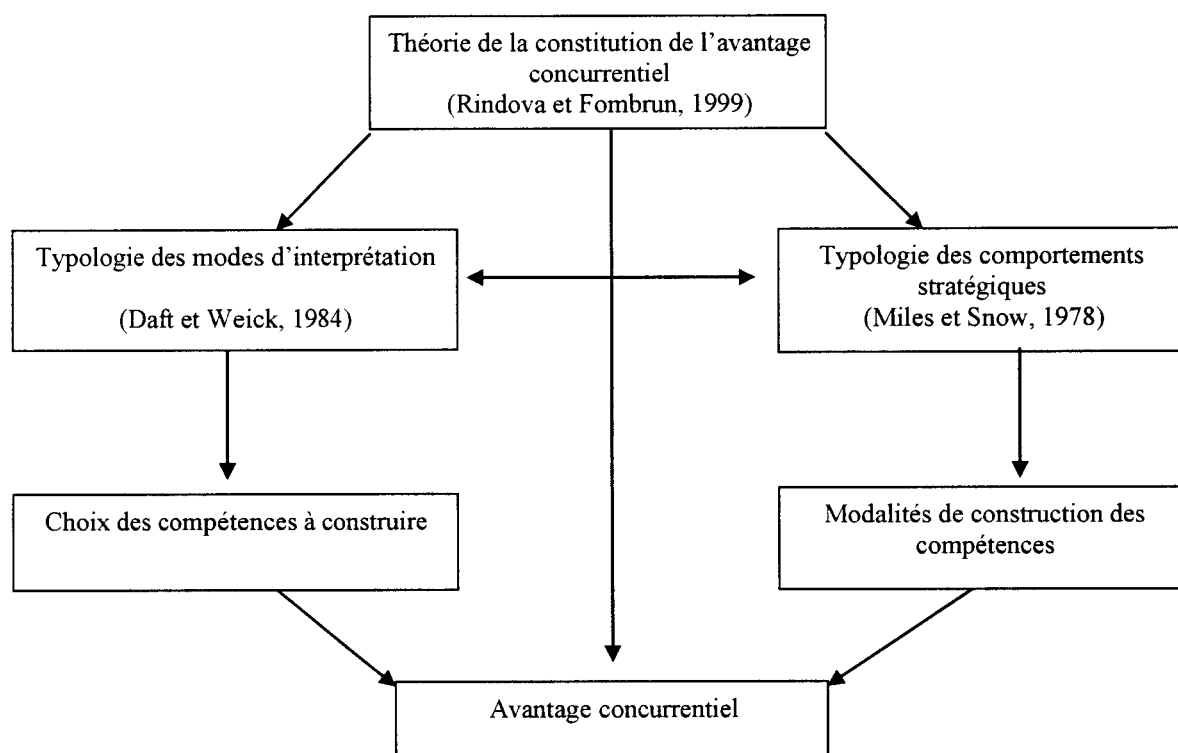 Théorie de la constitution de l’avantage
concurrentiel
(Rindova et Fombrun, 1999)
Typologie des modes d’interprétation
(Daft et Weick, 1984)
Typologie des comportements
stratégiques
(Miles et Snow, 1978)
Choix des compétences à construire
Modalités de construction des
compétences
Avantage concurrentiel